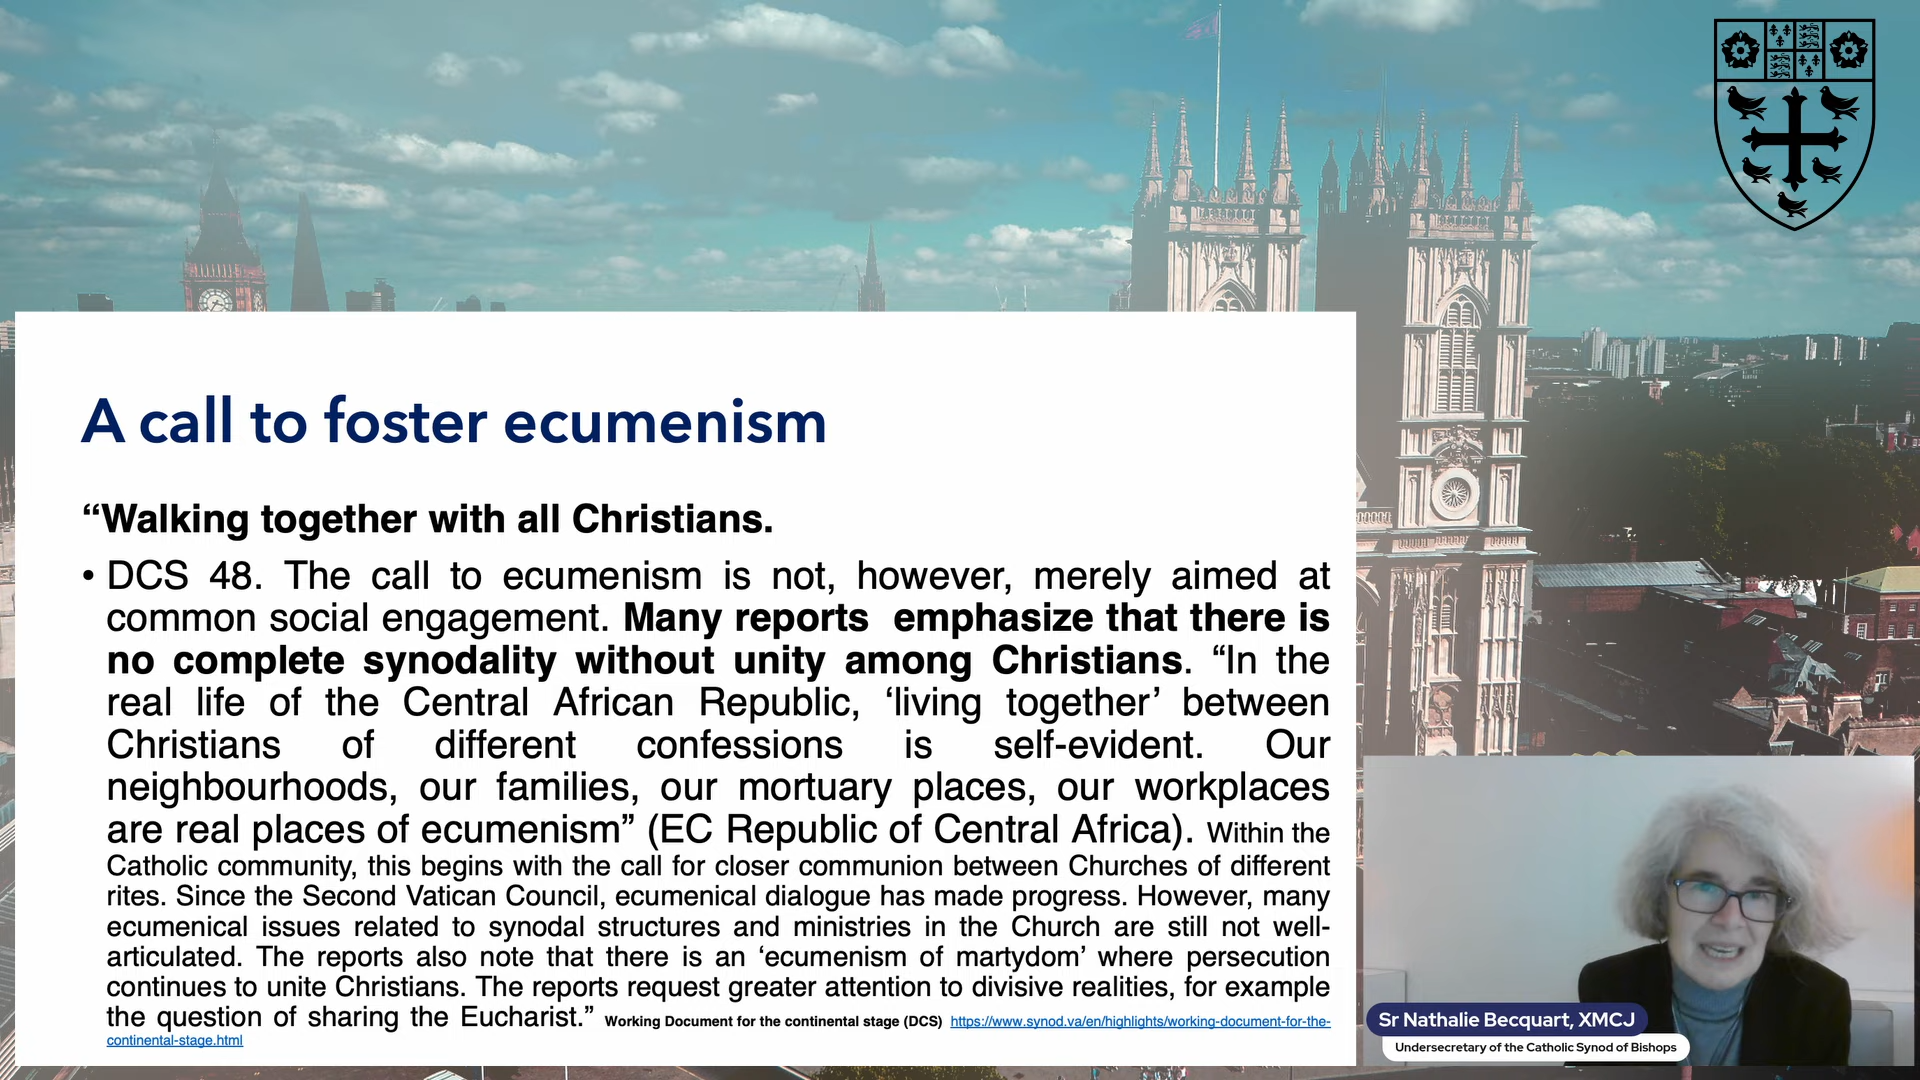 A call to foster ecumenism
“Walking together with all Christians.
• DCS 48. The call to ecumenism is not, however, merely aimed at
common social engagement. Many reports  emphasize that there is
no complete synodality without unity among Christians. “In the
real life of the Central African Republic, ‘living together’ between
Christians of different confessions is self-evident. Our
neighbourhoods, our families, our mortuary places, our workplaces
are real places of ecumenism” (EC Republic of Central Africa). Within the
Catholic community, this begins with the call for closer communion between Churches of different
rites. Since the Second Vatican Council, ecumenical dialogue has made progress. However, many
ecumenical issues related to synodal structures and ministries in the Church are still not well-
articulated. The reports also note that there is an ‘ecumenism of martydom’ where persecution
continues to unite Christians. The reports request greater attention to divisive realities, for example
the question of sharing the Eucharist.” Working Document for the continental stage (DCS) https://www.synod.va/en/highlights/working-document-for-the-
continental-stage.html
Sr Nathalie Becquart, XMCJ
Undersecretary of the Catholic Synod of Bishops